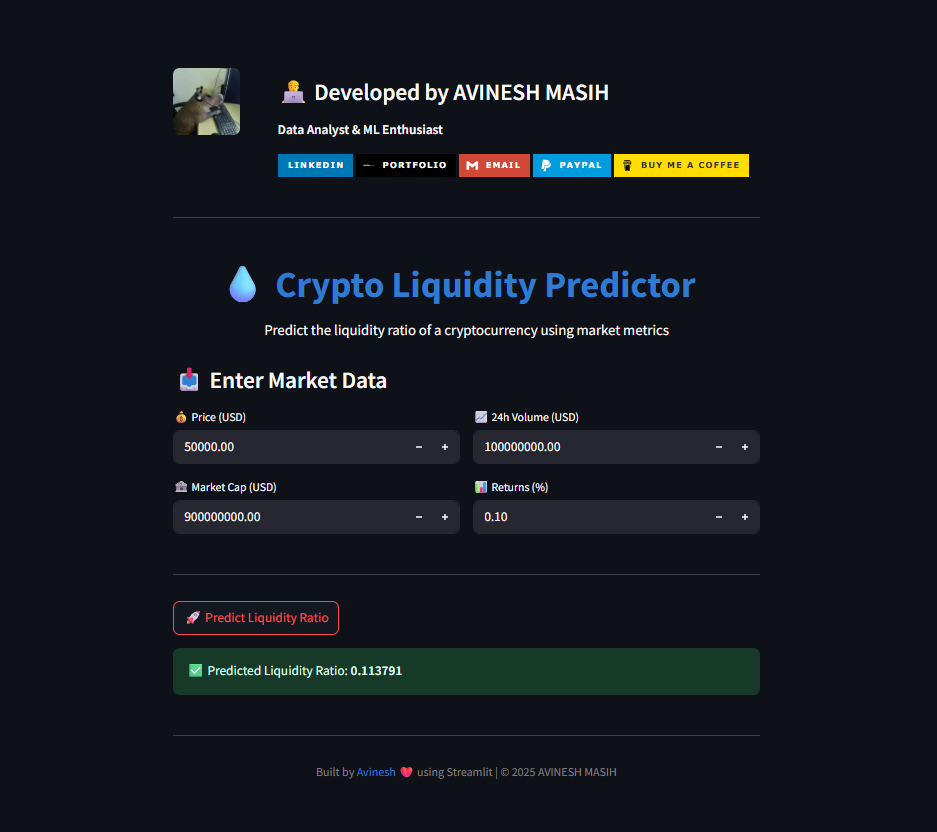 Developed by AVINESH MASIH
Data Analyst & ML Enthusiast
LINKEDIN PORTFOLIO EMAIL PAYPAL BUY ME A COFFEE
Crypto Liquidity Predictor
Predict the liquidity ratio of a cryptocurrency using market metrics
Enter Market Data
Price (USD) 24h Volume (USD)
50000.00 − + 100000000.00 − +
Market Cap (USD) Returns (%)
900000000.00 − + 0.10 − +
Predict Liquidity Ratio
Predicted Liquidity Ratio: 0.113791
Built by Avinesh ❤️ using Streamlit | © 2025 AVINESH MASIH